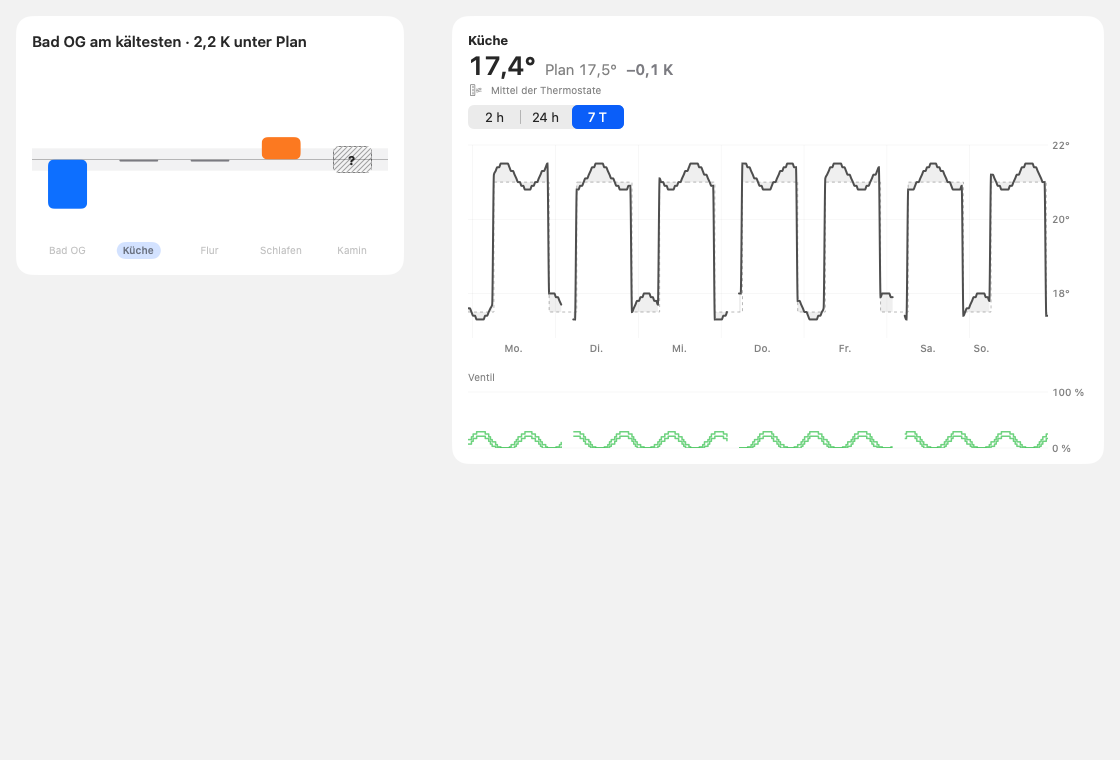 Bad OG am kältesten · 2,2 K unter Plan
?
Bad OG Küche Flur Schlafen Kamin
Küche
17,4° Plan 17,5° −0,1 K
Mittel der Thermostate
2 h 24 h 7 T
22°
20°
18°
Mo. Di. Mi. Do. Fr. Sa. So.
Ventil
100 %
0 %